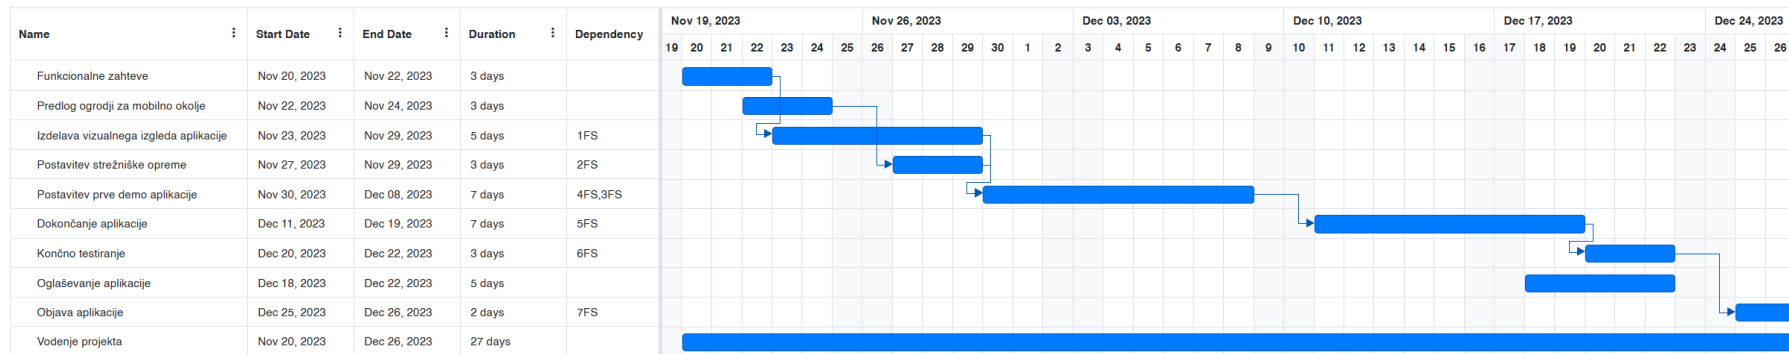 Name Start Date End Date Duration Dependency Nov 19, 2023 Nov 26, 2023 Dec 03, 2023 Dec 10, 2023 Dec 17, 2023 Dec 24, 2023
19 20 21 22 23 24 25 26 27 28 29 30 1 2 3 4 5 6 7 8 9 10 11 12 13 14 15 16 17 18 19 20 21 22 23 24 25 26
Funkcionalne zahteve Nov 20, 2023 Nov 22, 2023 3 days
Predlog ogrodji za mobilno okolje Nov 22, 2023 Nov 24, 2023 3 days
Izdelava vizualnega izgleda aplikacije Nov 23, 2023 Nov 29, 2023 5 days 1FS
Postavitev strežniške opreme Nov 27, 2023 Nov 29, 2023 3 days 2FS
Postavitev prve demo aplikacije Nov 30, 2023 Dec 08, 2023 7 days 4FS,3FS
Dokončanje aplikacije Dec 11, 2023 Dec 19, 2023 7 days 5FS
Končno testiranje Dec 20, 2023 Dec 22, 2023 3 days 6FS
Oglaševanje aplikacije Dec 18, 2023 Dec 22, 2023 5 days
Objava aplikacije Dec 25, 2023 Dec 26, 2023 2 days 7FS
Vodenje projekta Nov 20, 2023 Dec 26, 2023 27 days